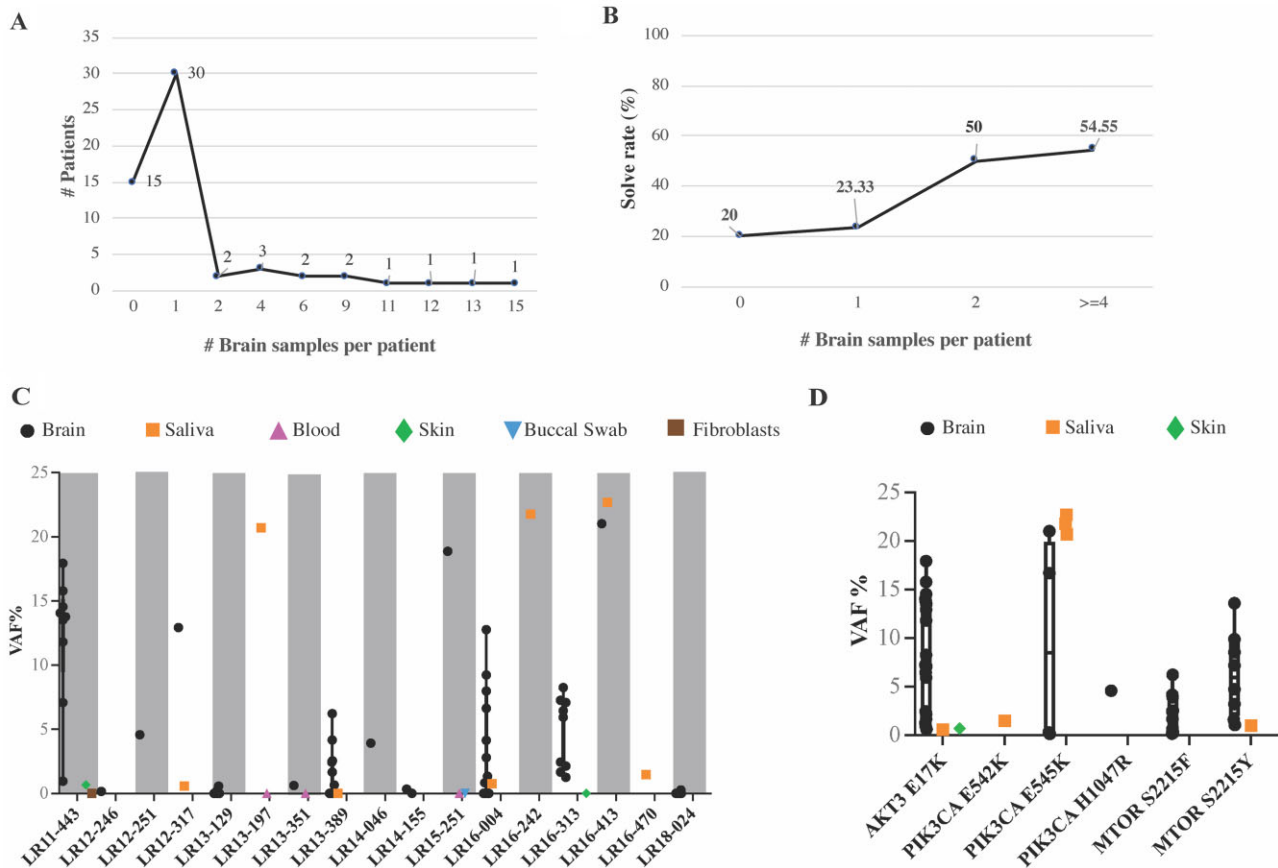 A
# Patients
35
30
25
20
15
10
5
0
15
30
2
3
2
2
1
1
1
1
0 1 2 4 6 9 11 12 13 15
# Brain samples per patient
B
Solve rate (%)
100
80
60
40
20
0
20
23.33
50
54.55
0 1 2 >=4
# Brain samples per patient
C
Brain Saliva Blood Skin Buccal Swab Fibroblasts
VAF%
25
20
15
10
5
0
LR11-443
LR12-246
LR12-251
LR12-317
LR13-129
LR13-197
LR13-351
LR13-389
LR14-046
LR14-155
LR15-251
LR16-004
LR16-242
LR16-313
LR16-413
LR16-470
LR18-024
D
Brain Saliva Skin
VAF %
25
20
15
10
5
0
AKT3 E17K
PIK3CA E542K
PIK3CA E545K
PIK3CA H1047R
MTOR S2215F
MTOR S2215Y